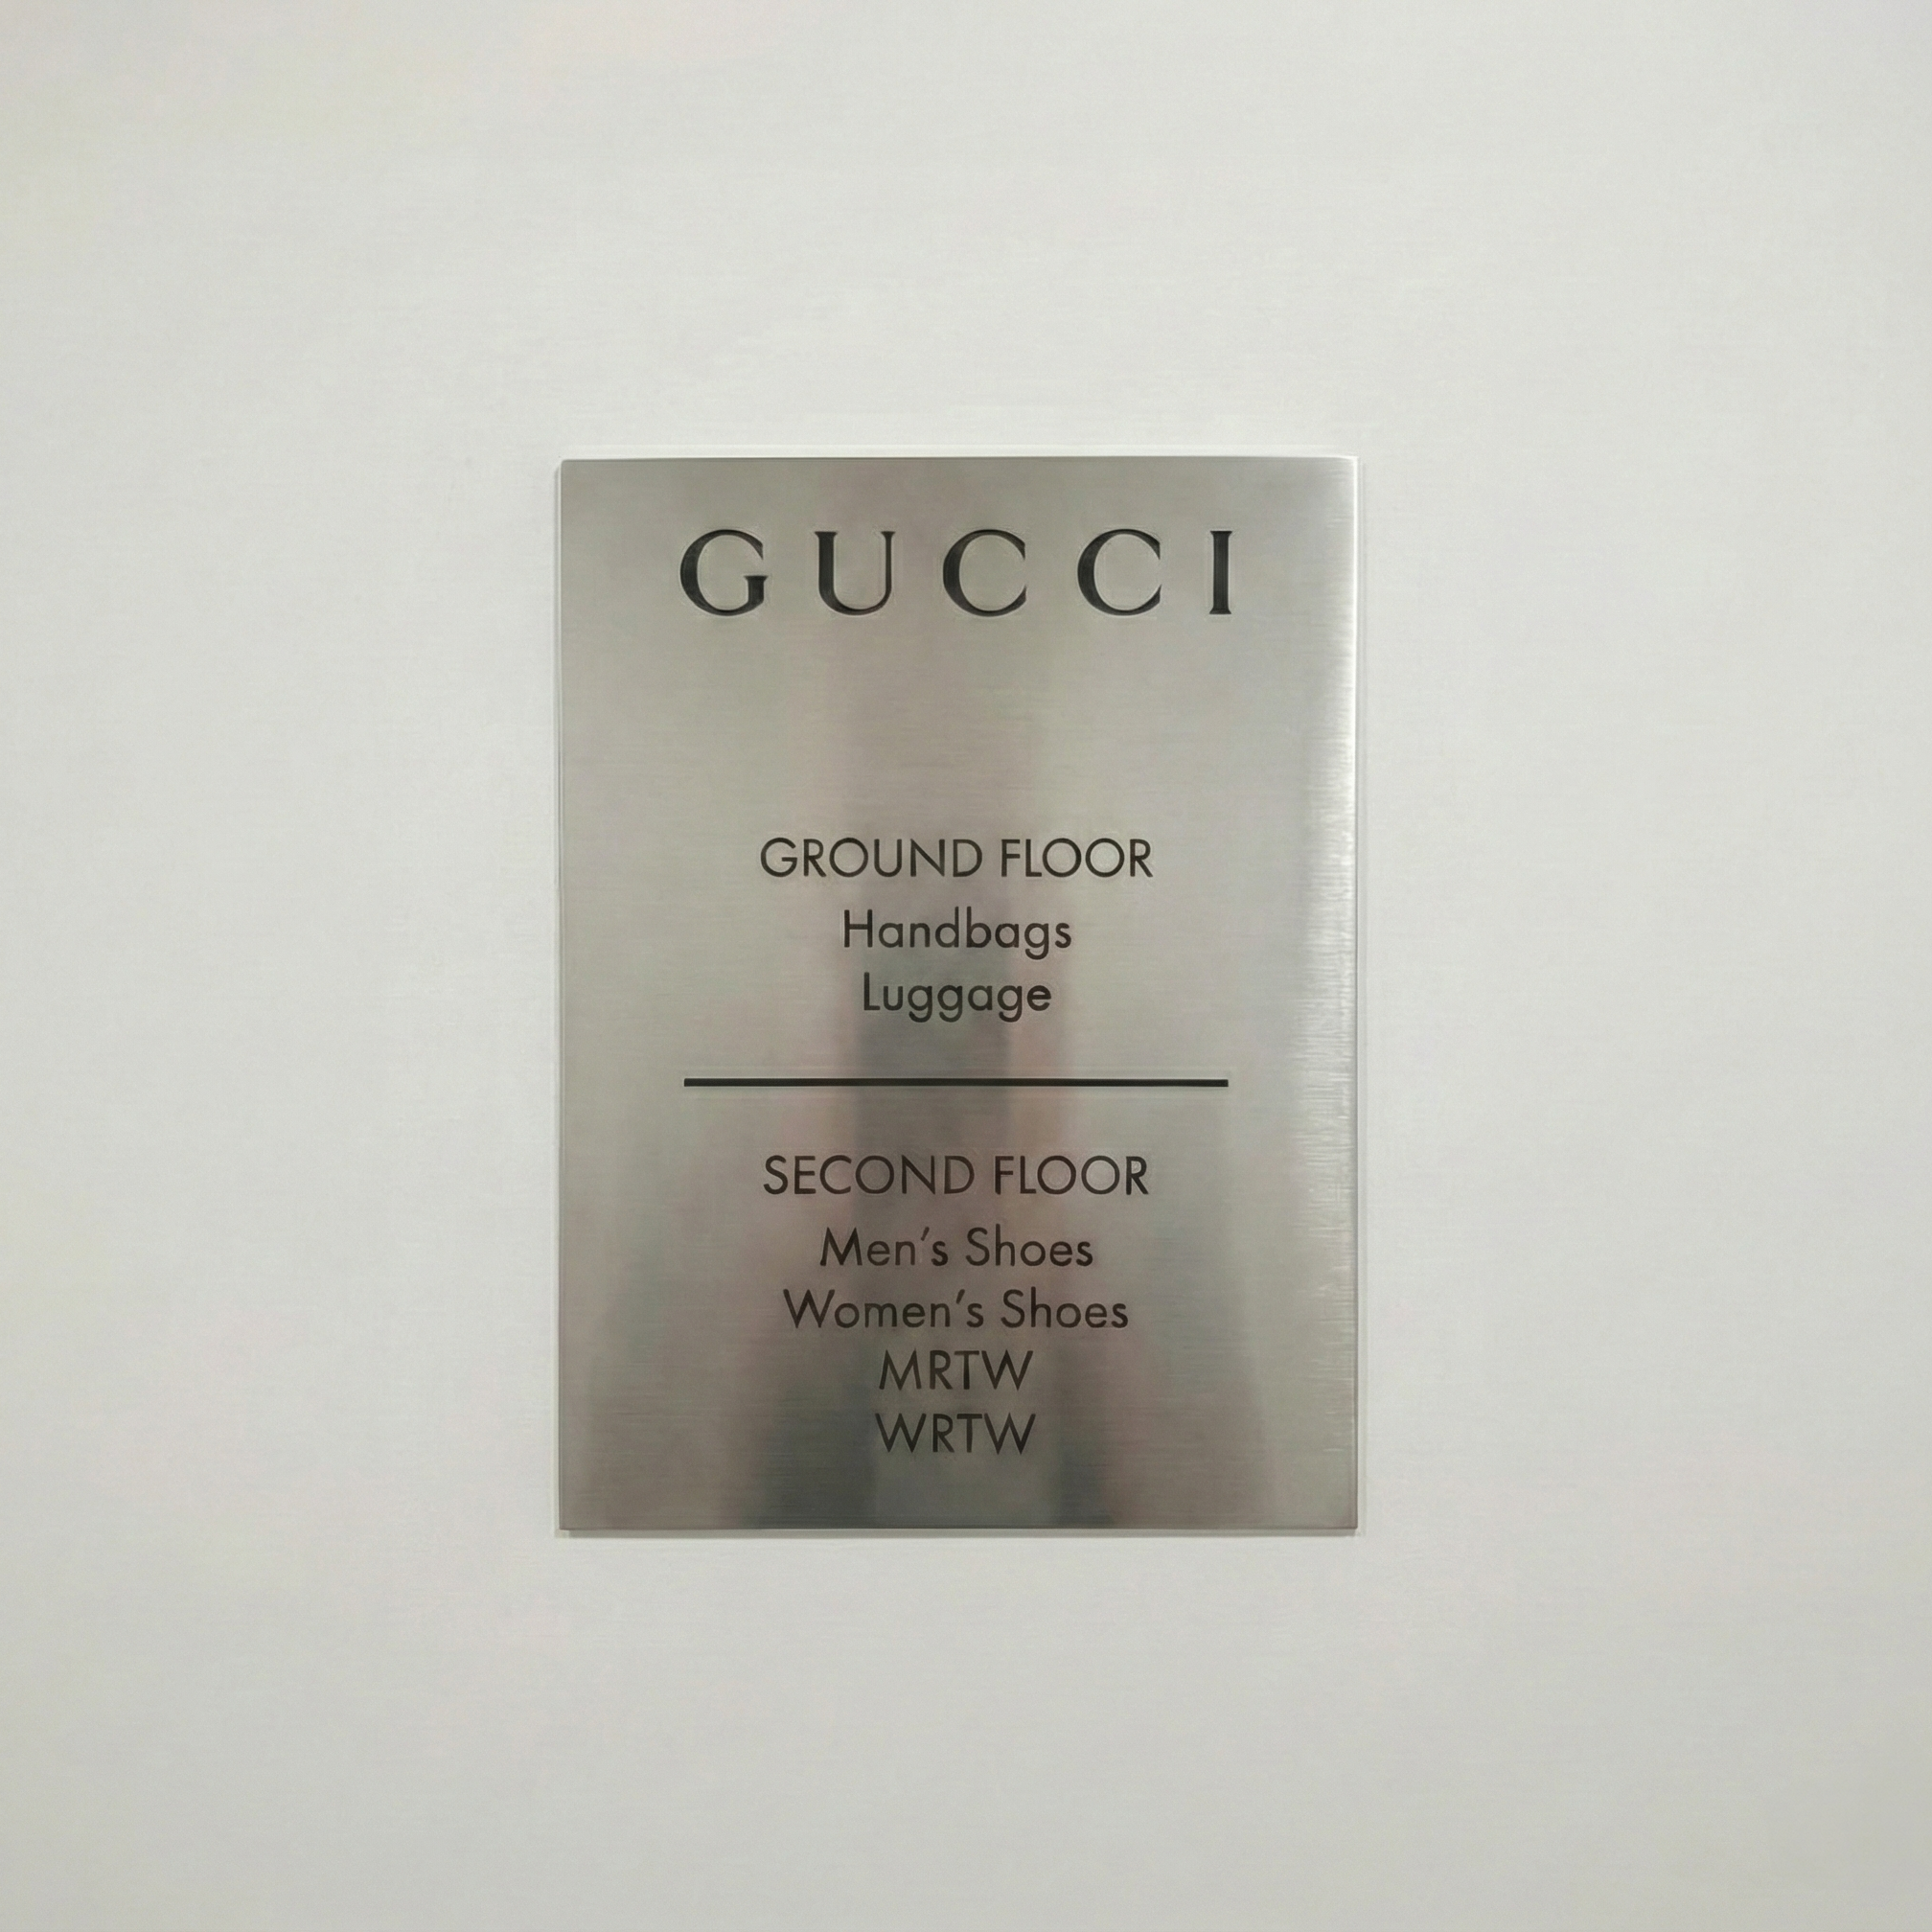 GUCCI
GROUND FLOOR
Handbags
Luggage
SECOND FLOOR
Men's Shoes
Women's Shoes
MRTW
WRTW